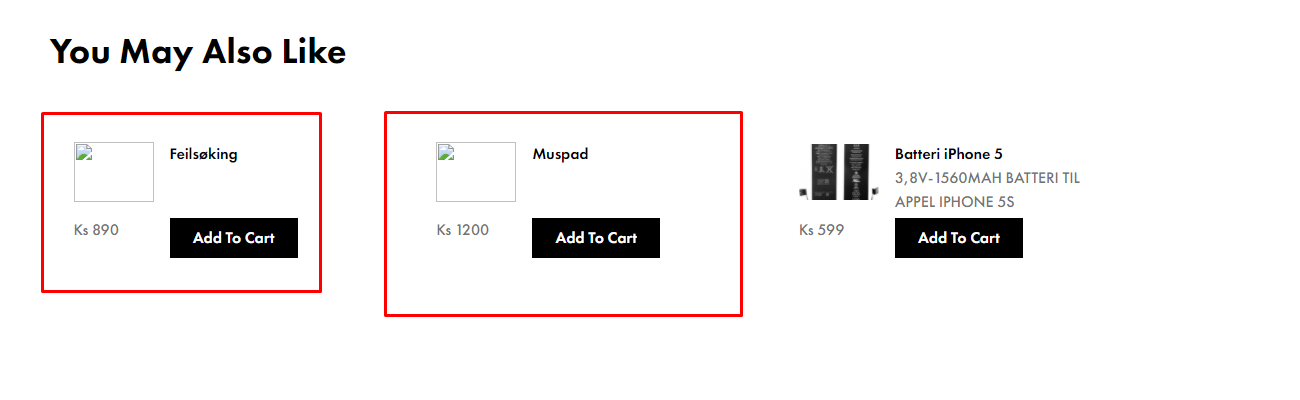 You May Also Like
Feilsøking
Ks 890
Add To Cart
Muspad
Ks 1200
Add To Cart
Batteri iPhone 5
3,8V-1560MAH BATTERI TIL
APPEL IPHONE 5S
Ks 599
Add To Cart